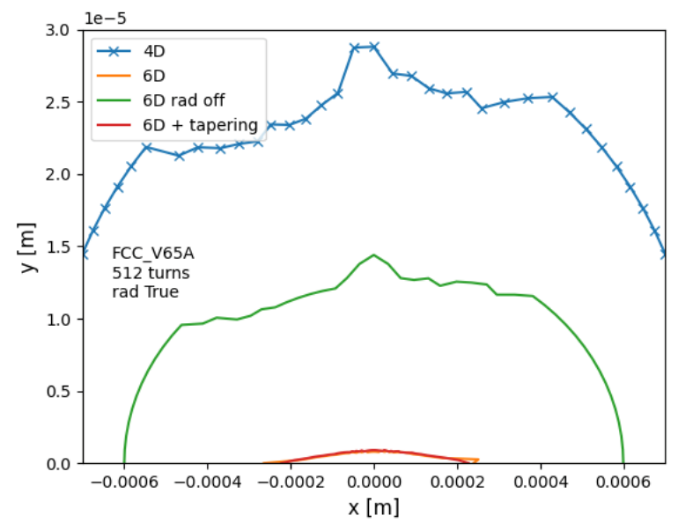 1e−5
3.0
2.5
2.0
1.5
1.0
0.5
0.0
y [m]
4D
6D
6D rad off
6D + tapering
FCC_V65A
512 turns
rad True
−0.0006 −0.0004 −0.0002 0.0000 0.0002 0.0004 0.0006
x [m]